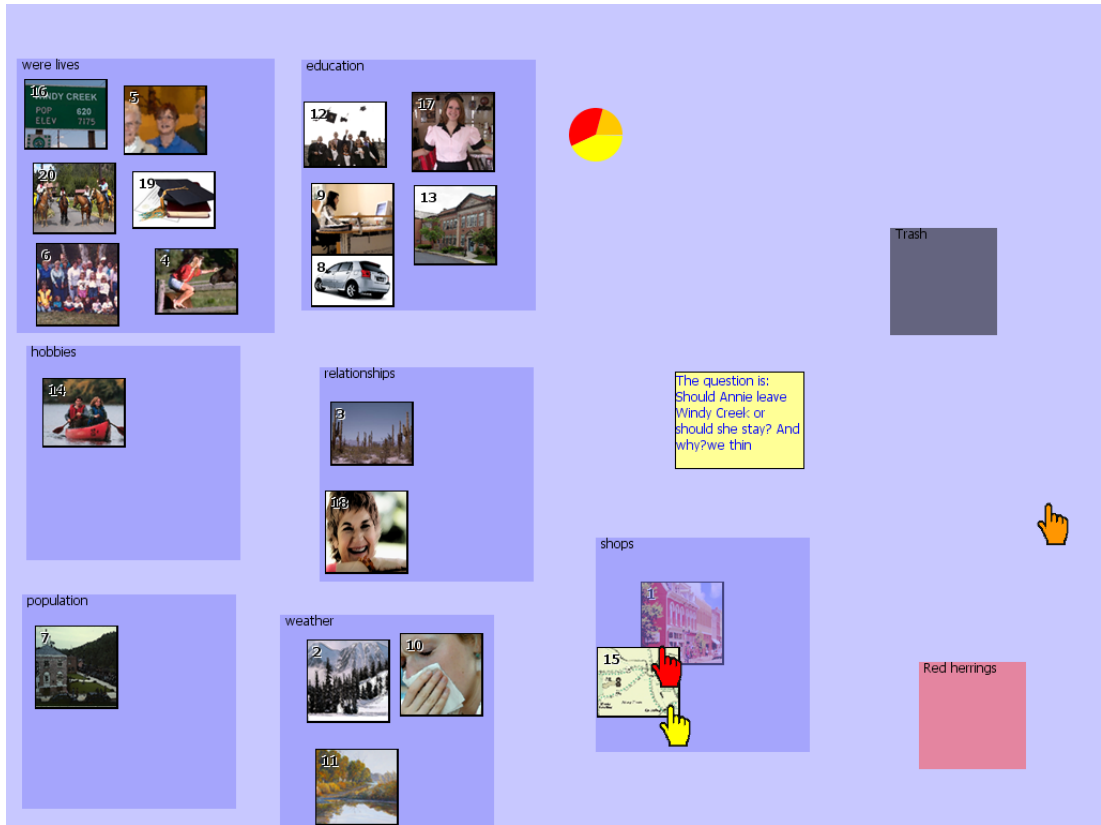 were lives
16
WINDY CREEK
POP 620
ELEV 7175
5
20
19
6
4
education
12
17
9
13
8
Trash
hobbies
14
relationships
3
18
The question is:
Should Annie leave
Windy Creek or
should she stay? And
why?we thin
shops
1
15
population
7
weather
2
10
11
Red herrings